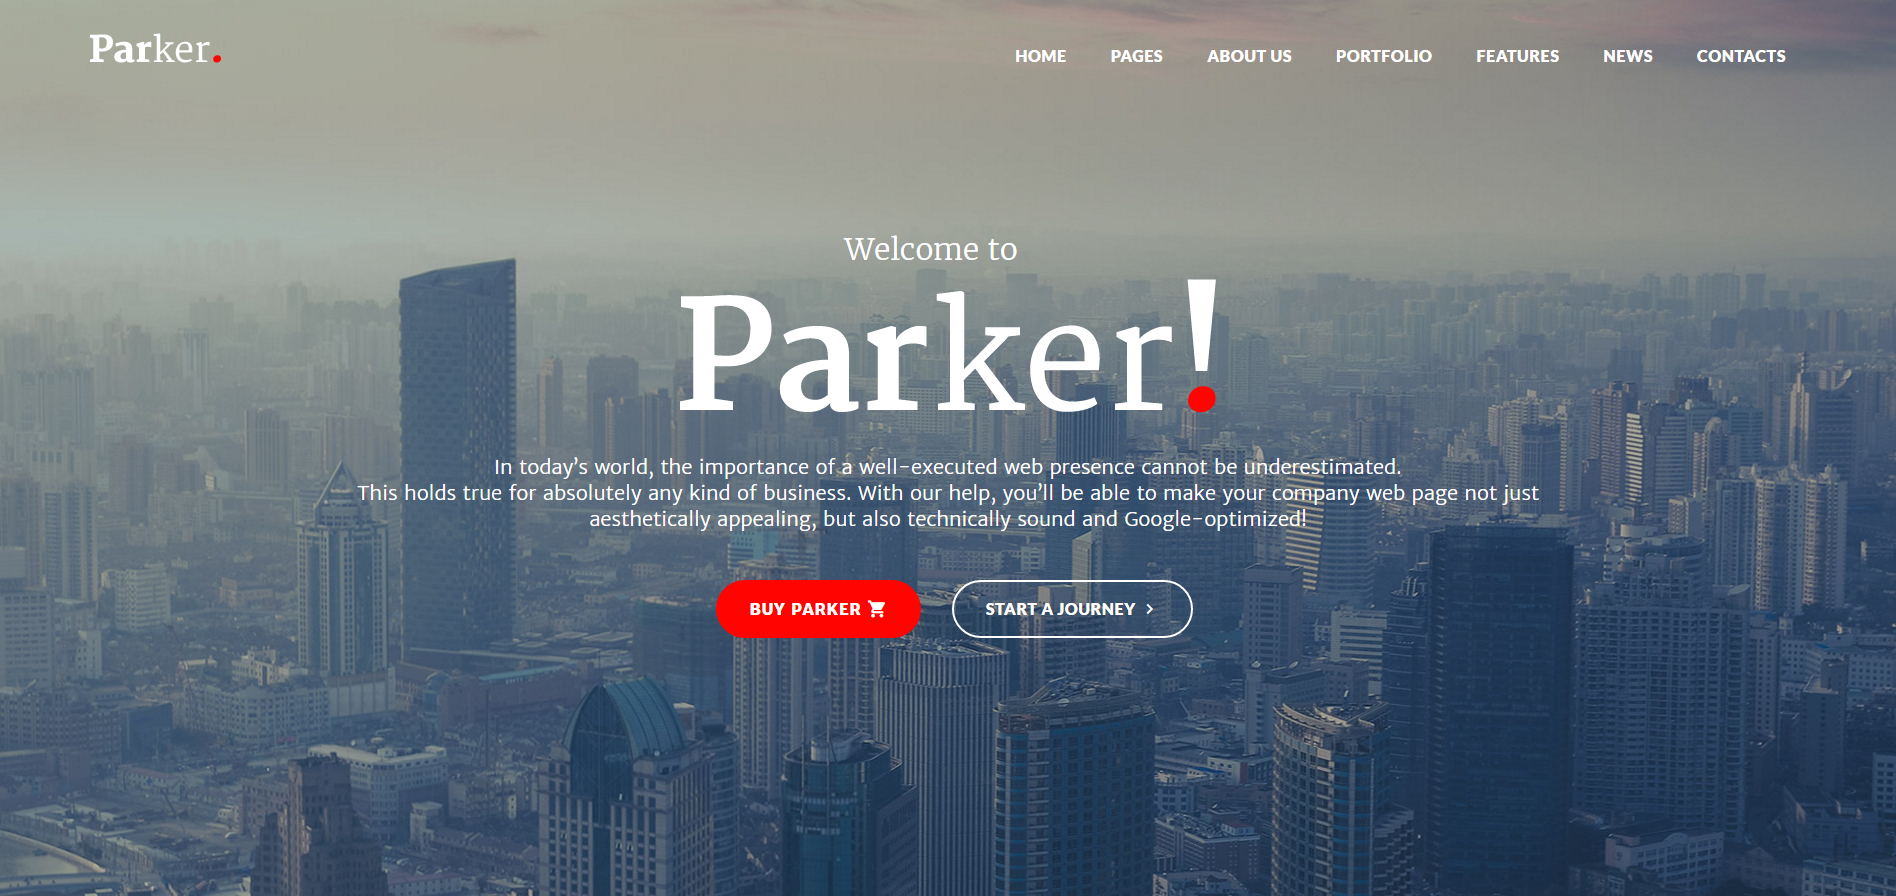 Parker.
HOME PAGES ABOUT US PORTFOLIO FEATURES NEWS CONTACTS
Welcome to
Parker!
In today’s world, the importance of a well-executed web presence cannot be underestimated.
This holds true for absolutely any kind of business. With our help, you’ll be able to make your company web page not just
aesthetically appealing, but also technically sound and Google-optimized!
BUY PARKER
START A JOURNEY